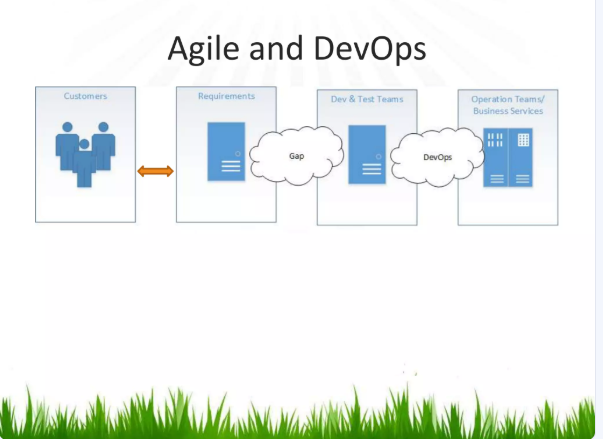 Agile and DevOps
Customers
Requirements
Dev & Test Teams
Operation Teams/
Business Services
Gap
DevOps